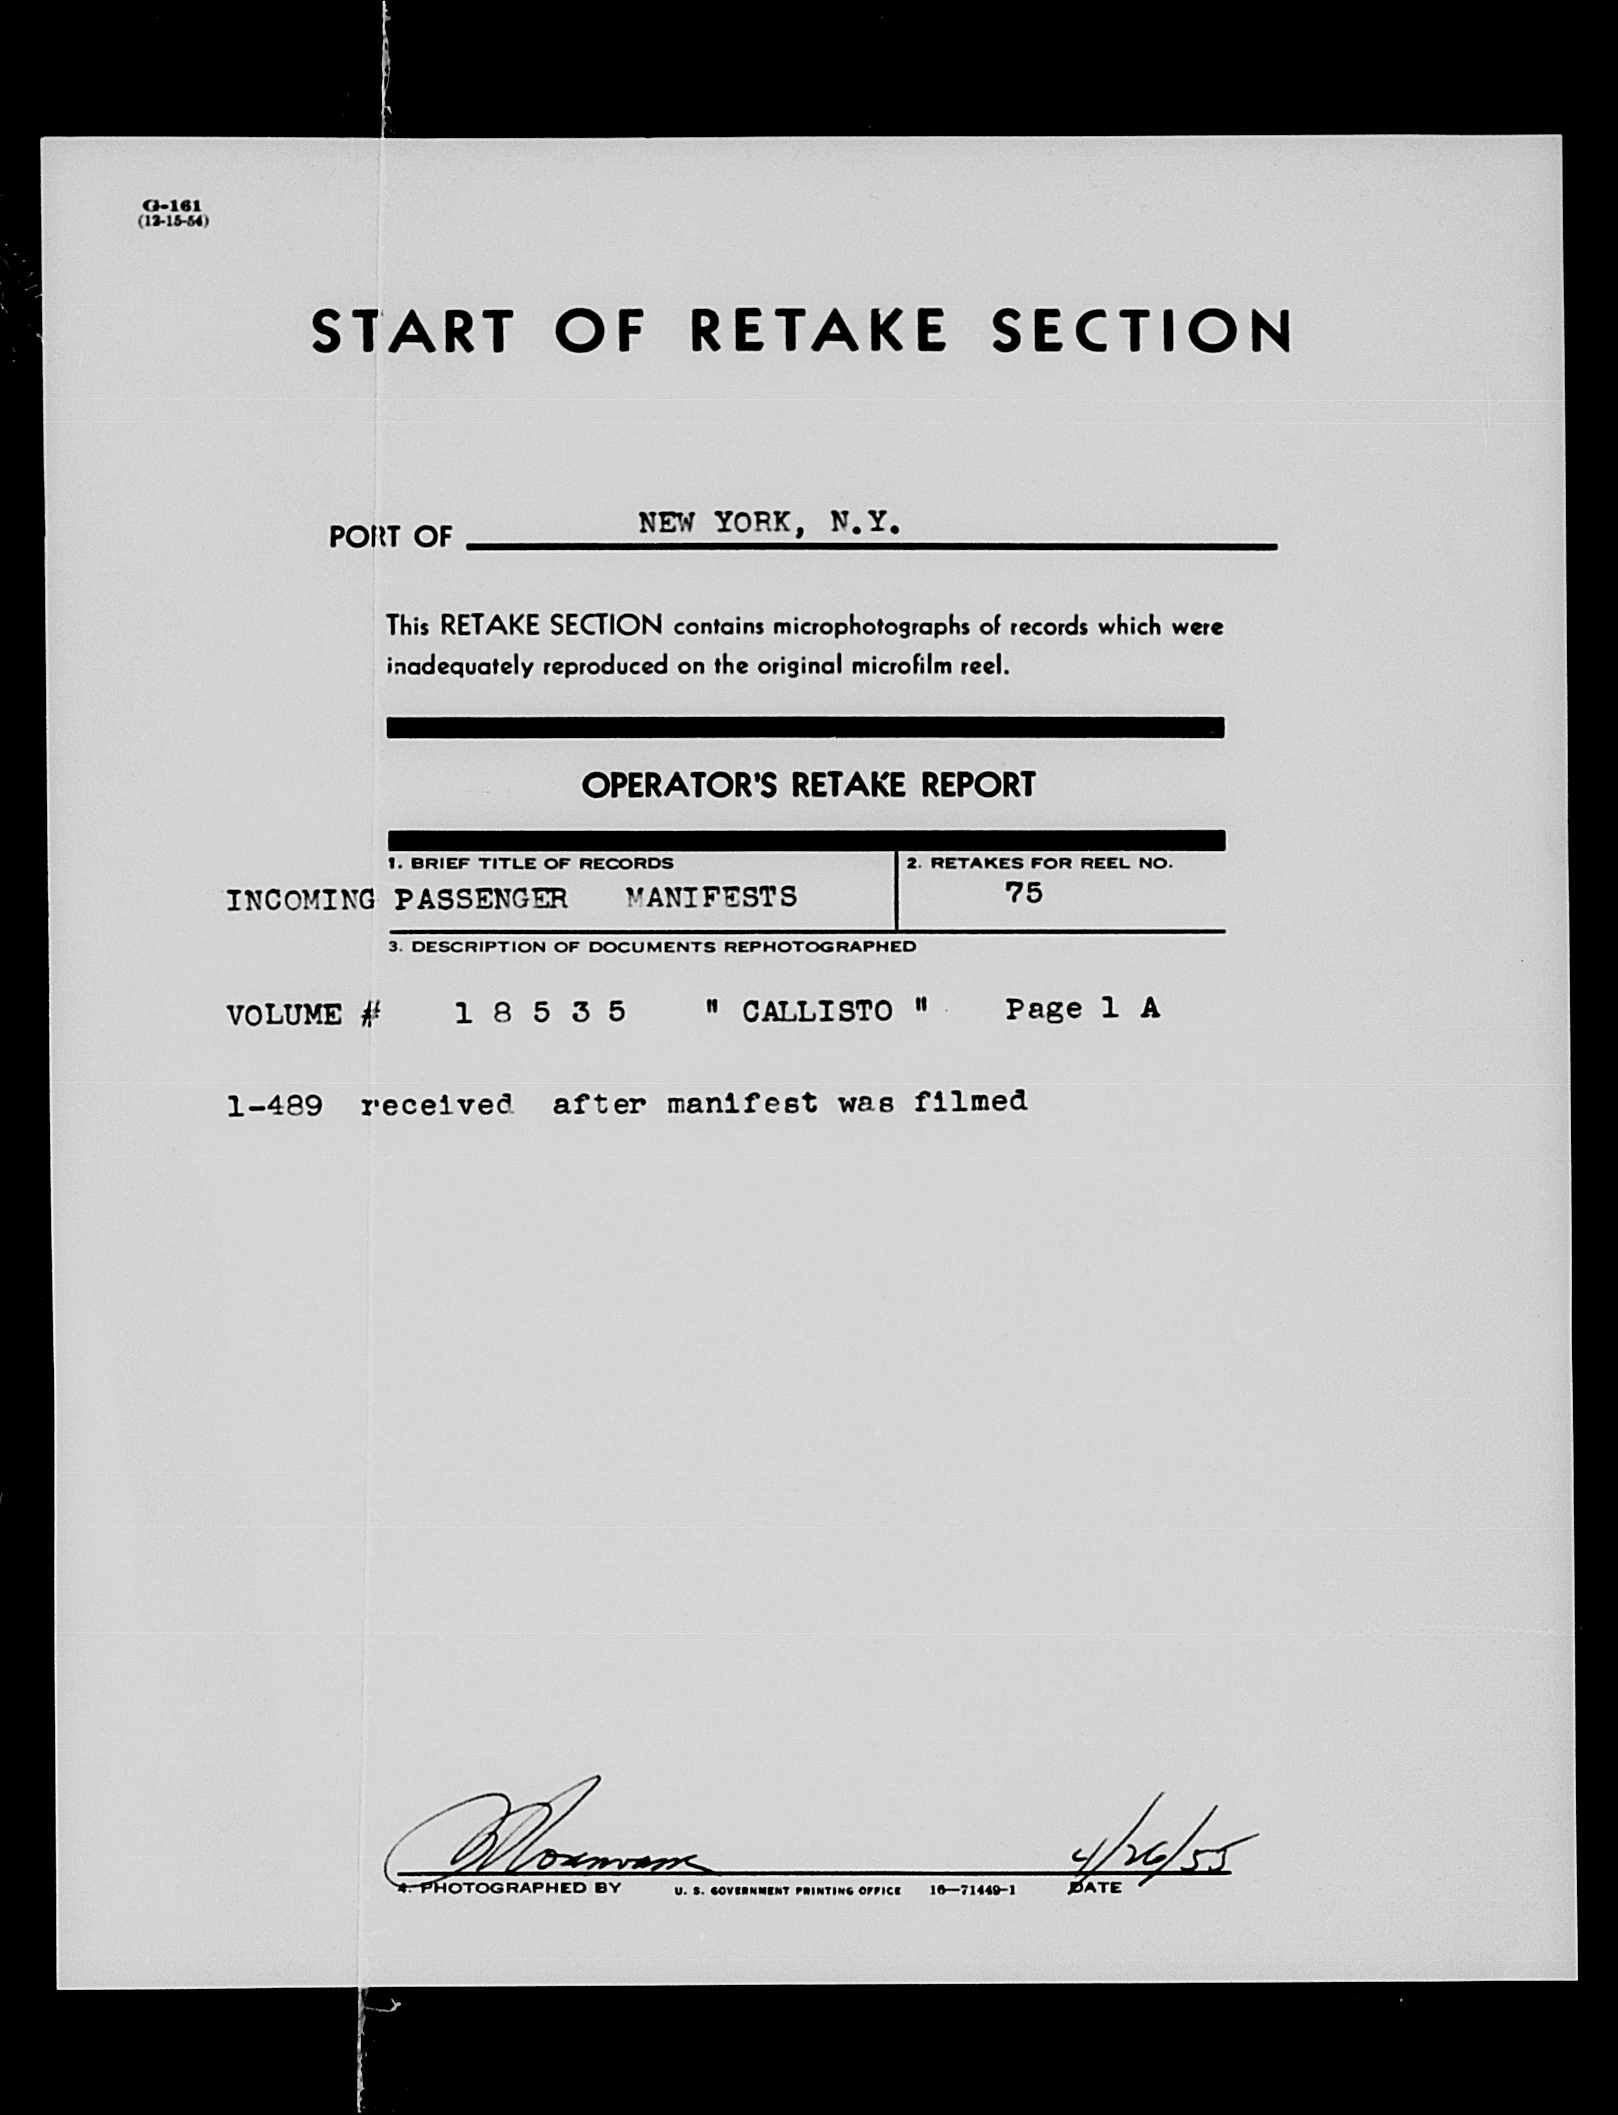 G-161
(12-15-54)
START OF RETAKE SECTION
PORT OF NEW YORK, N.Y.
This RETAKE SECTION contains microphotographs of records which were
inadequately reproduced on the original microfilm reel.
OPERATOR'S RETAKE REPORT
1. BRIEF TITLE OF RECORDS 2. RETAKES FOR REEL NO.
INCOMING PASSENGER MANIFESTS 75
3. DESCRIPTION OF DOCUMENTS REPHOTOGRAPHED
VOLUME # 1 8 5 3 5 " CALLISTO " Page 1 A
1-489 received after manifest was filmed
4/26/55
4. PHOTOGRAPHED BY U. S. GOVERNMENT PRINTING OFFICE 16—71449-1 DATE